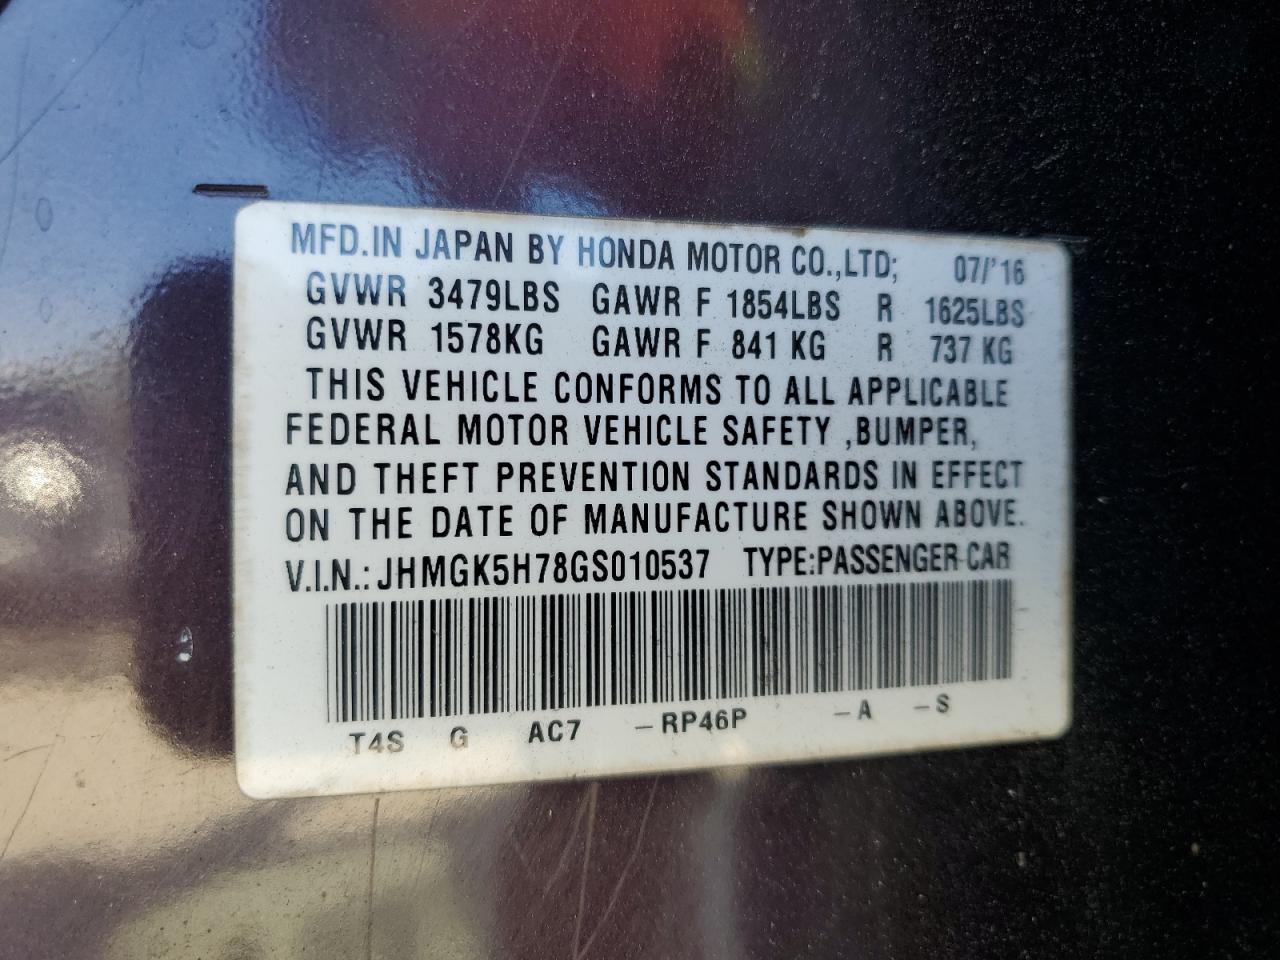 MFD.IN JAPAN BY HONDA MOTOR CO.,LTD; 07/'16
GVWR 3479LBS GAWR F 1854LBS R 1625LBS
GVWR 1578KG GAWR F 841 KG R 737 KG
THIS VEHICLE CONFORMS TO ALL APPLICABLE
FEDERAL MOTOR VEHICLE SAFETY ,BUMPER,
AND THEFT PREVENTION STANDARDS IN EFFECT
ON THE DATE OF MANUFACTURE SHOWN ABOVE.
V.I.N.: JHMGK5H78GS010537 TYPE:PASSENGER CAR
T4S G AC7 -RP46P -A -S